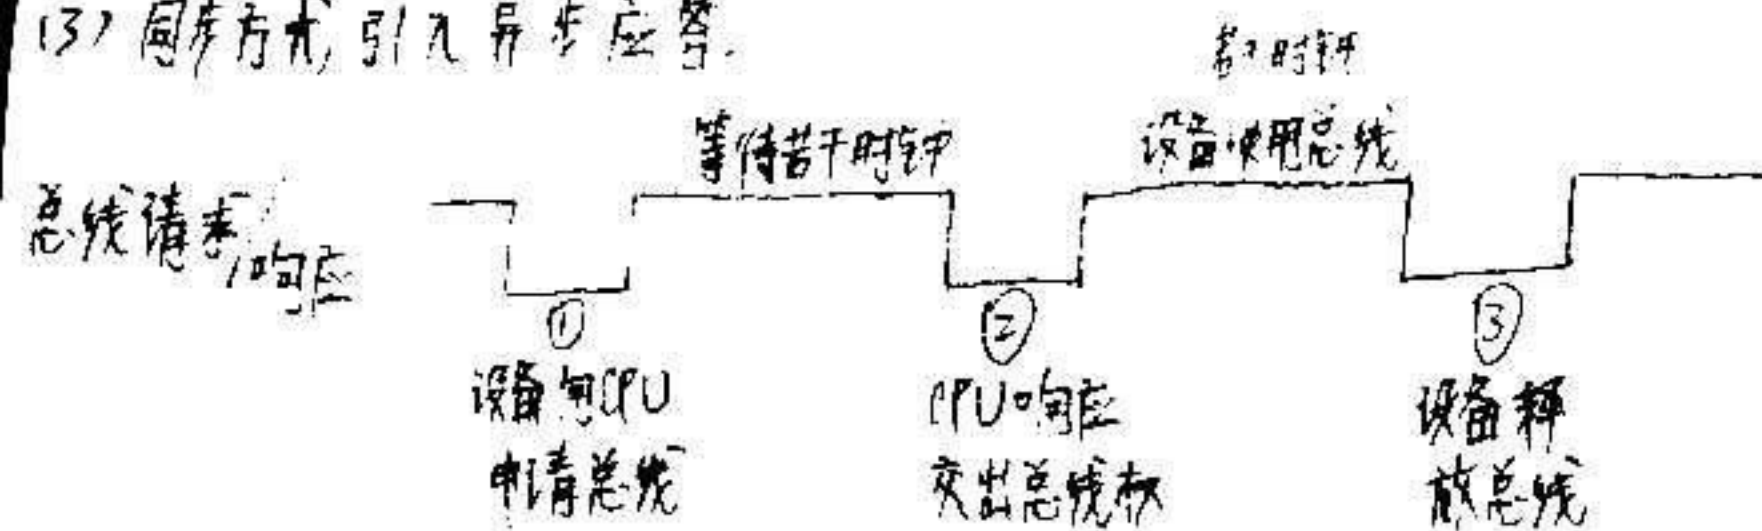 (3) 同步方式引入异步应答.
若干时钟
等待若干时钟
设备使用总线
总线请求/响应
①
②
③
设备向CPU
申请总线
CPU响应
交出总线权
设备释
放总线